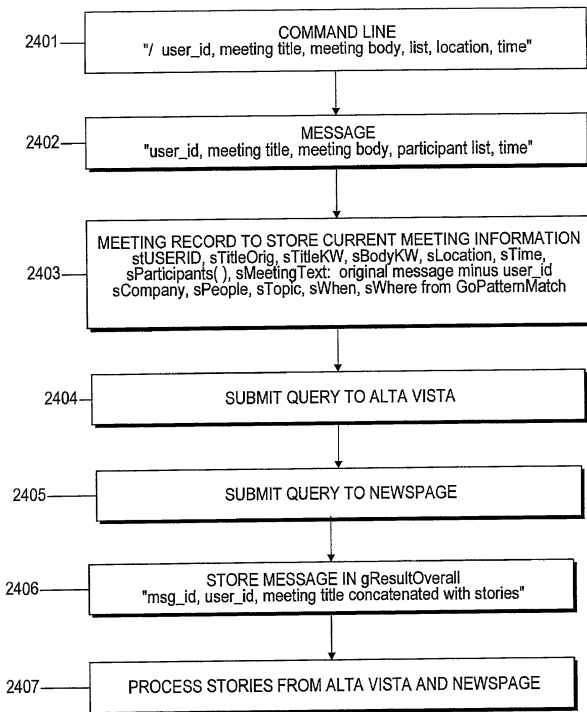 2401
COMMAND LINE
"/ user_id, meeting title, meeting body, list, location, time"
2402
MESSAGE
"user_id, meeting title, meeting body, participant list, time"
2403
MEETING RECORD TO STORE CURRENT MEETING INFORMATION
stUSERID, sTitleOrig, sTitleKW, sBodyKW, sLocation, sTime,
sParticipants( ), sMeetingText: original message minus user_id
sCompany, sPeople, sTopic, sWhen, sWhere from GoPatternMatch
2404
SUBMIT QUERY TO ALTA VISTA
2405
SUBMIT QUERY TO NEWSPAGE
2406
STORE MESSAGE IN gResultOverall
"msg_id, user_id, meeting title concatenated with stories"
2407
PROCESS STORIES FROM ALTA VISTA AND NEWSPAGE